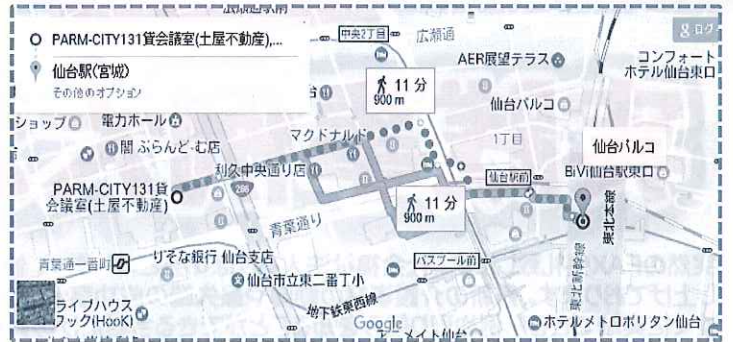 PARM-CITY131貸会議室(土屋不動産),...
仙台駅(宮城)
その他のオプション
中央2丁目
広瀬通
AER展望テラス
コンフォート
ホテル仙台東口
11 分
900 m
仙台パルコ
ショップ
電力ホール
マクドナルド
1丁目
仙台パルコ
闇 ぶらんど-む店
利久中央通り店
仙台駅前
BiVi仙台駅東口
PARM-CITY131貸
会議室(土屋不動産)
286
11 分
900 m
東北本線
青葉通り
青葉通一番町
りそな銀行 仙台支店
バスプール前
東北新幹線
仙台市立東二番丁小
地下鉄東西線
ライブハウス
フック(HooK)
Google
メイト仙台
ホテルメトロポリタン仙台